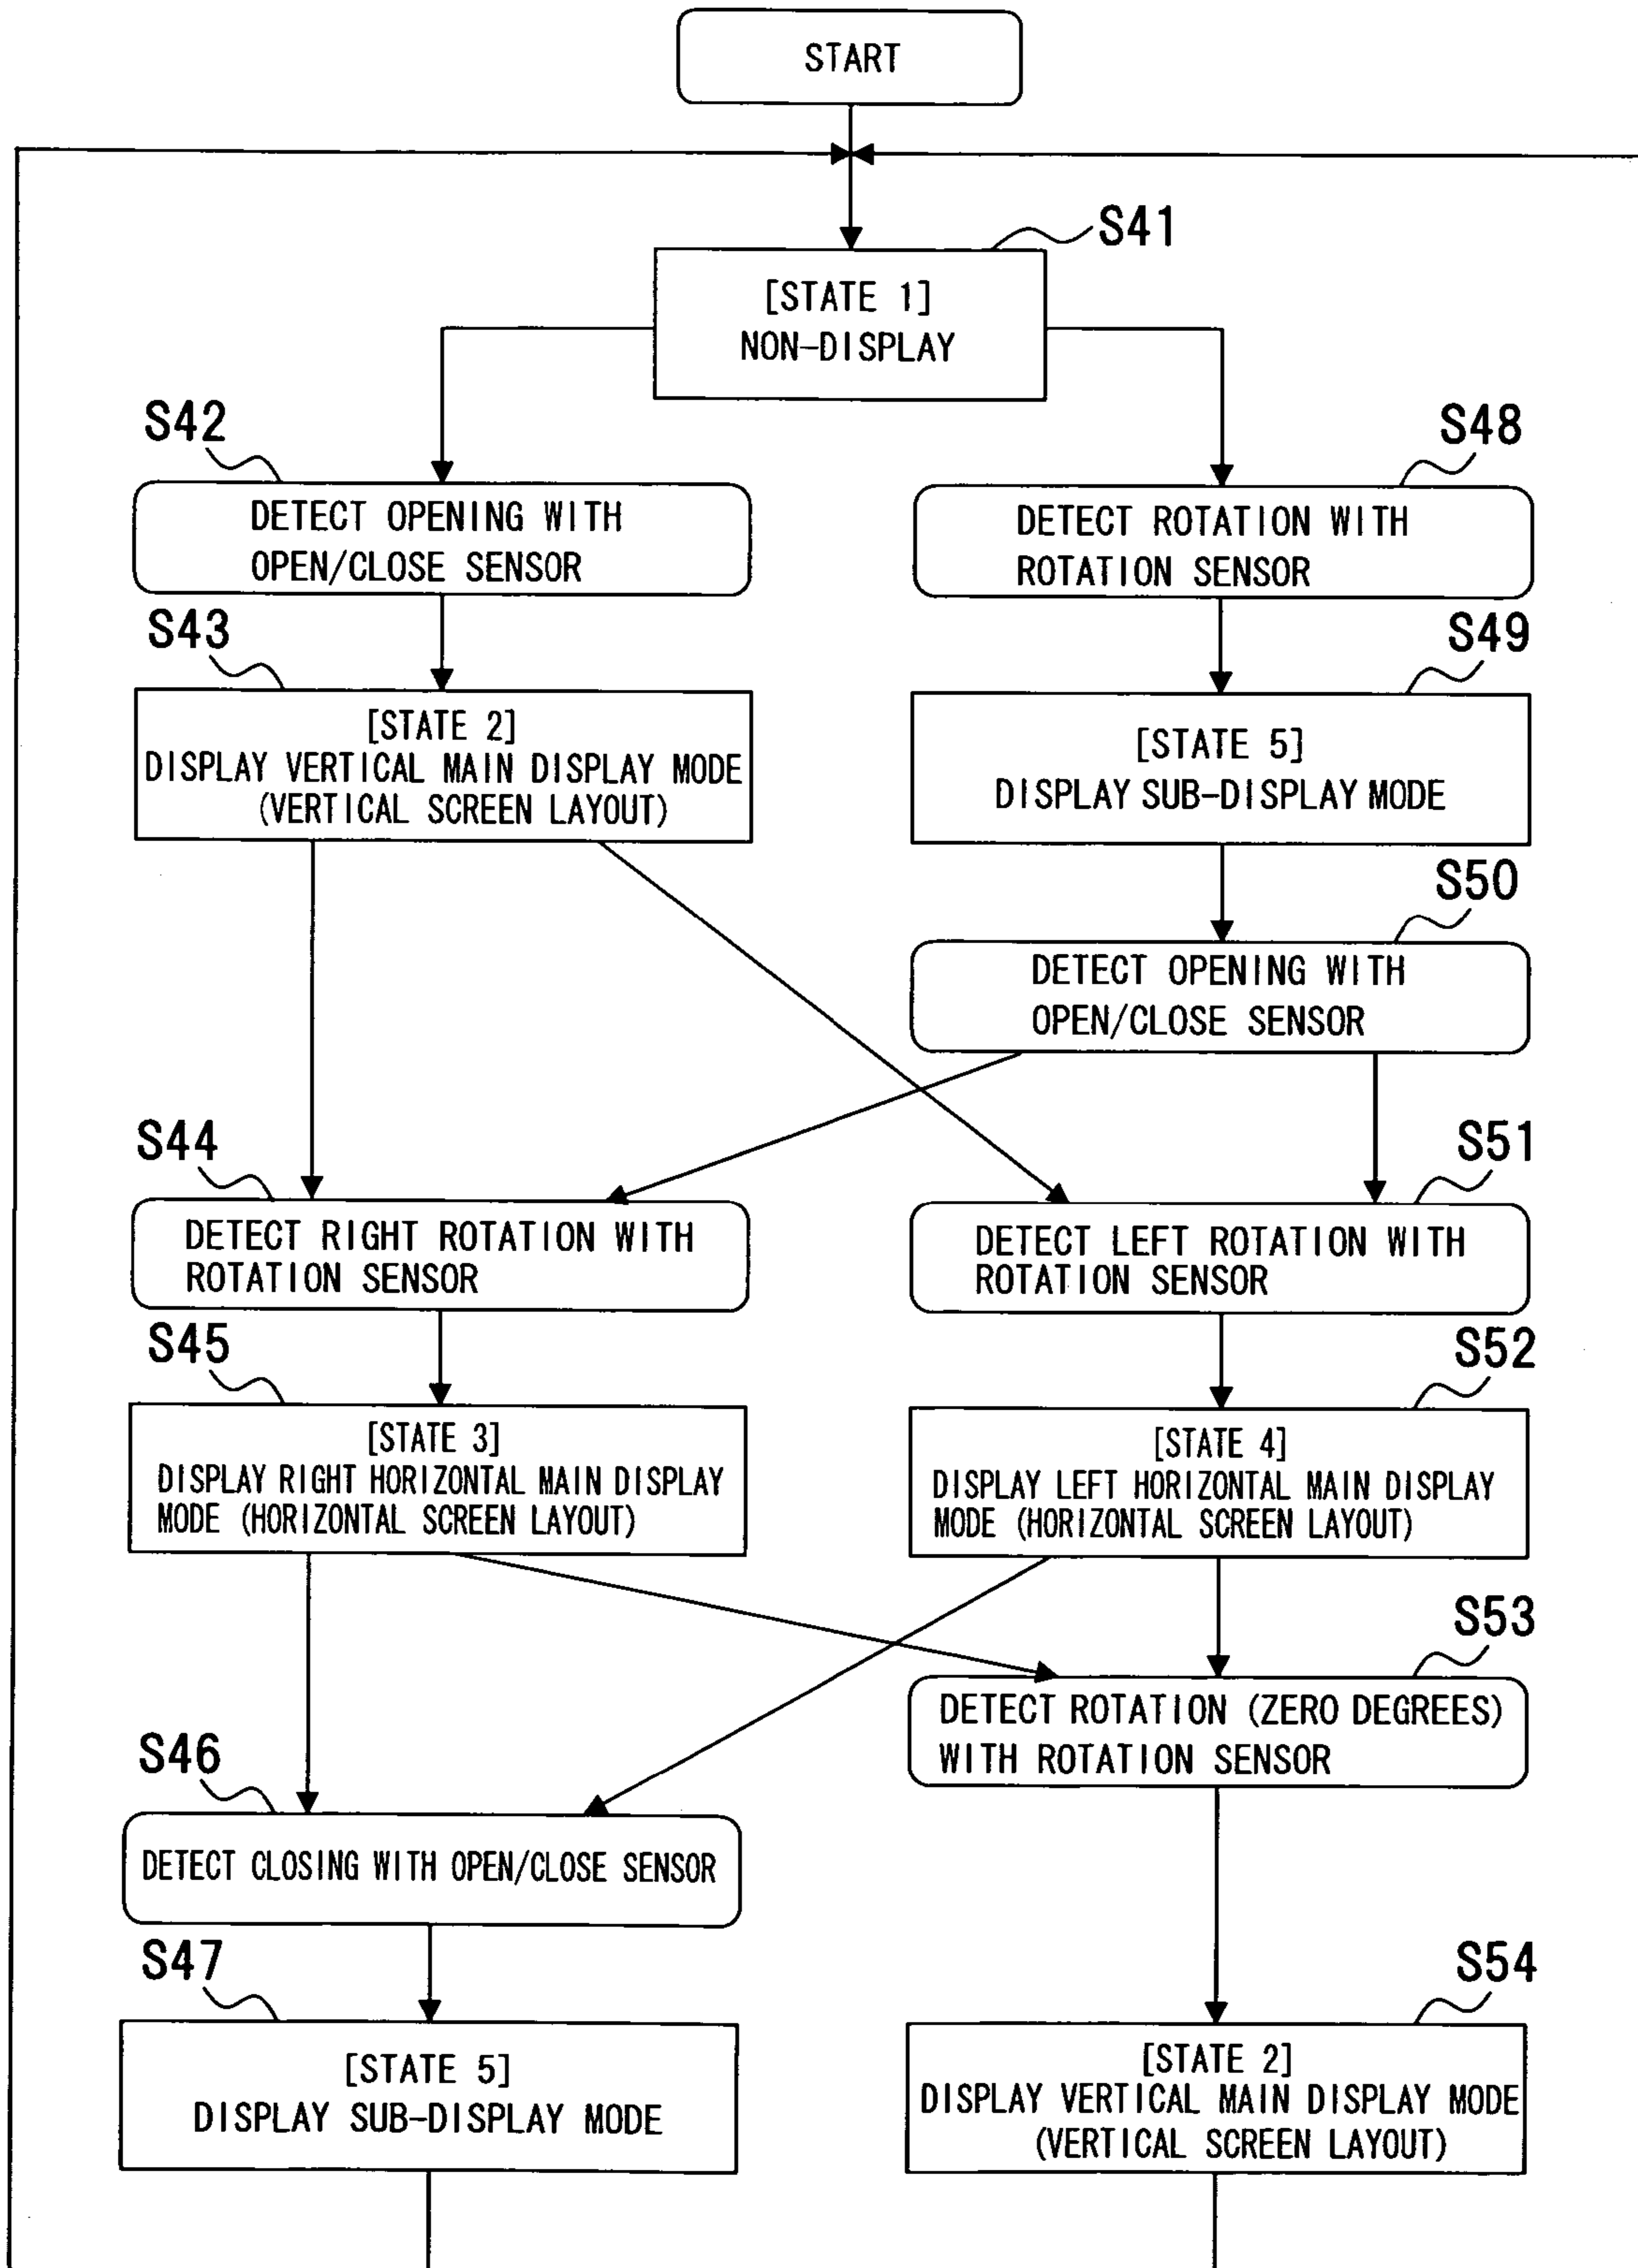 START
S41
[STATE 1]
NON-DISPLAY
S42
DETECT OPENING WITH
OPEN/CLOSE SENSOR
S48
DETECT ROTATION WITH
ROTATION SENSOR
S43
[STATE 2]
DISPLAY VERTICAL MAIN DISPLAY MODE
(VERTICAL SCREEN LAYOUT)
S49
[STATE 5]
DISPLAY SUB-DISPLAY MODE
S50
DETECT OPENING WITH
OPEN/CLOSE SENSOR
S44
DETECT RIGHT ROTATION WITH
ROTATION SENSOR
S51
DETECT LEFT ROTATION WITH
ROTATION SENSOR
S45
[STATE 3]
DISPLAY RIGHT HORIZONTAL MAIN DISPLAY
MODE (HORIZONTAL SCREEN LAYOUT)
S52
[STATE 4]
DISPLAY LEFT HORIZONTAL MAIN DISPLAY
MODE (HORIZONTAL SCREEN LAYOUT)
S53
DETECT ROTATION (ZERO DEGREES)
WITH ROTATION SENSOR
S46
DETECT CLOSING WITH OPEN/CLOSE SENSOR
S47
[STATE 5]
DISPLAY SUB-DISPLAY MODE
S54
[STATE 2]
DISPLAY VERTICAL MAIN DISPLAY MODE
(VERTICAL SCREEN LAYOUT)